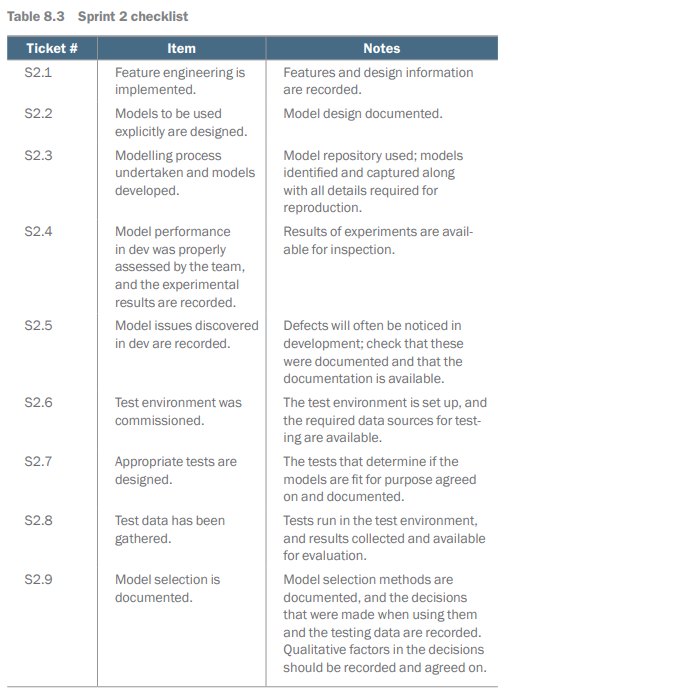 Table 8.3 Sprint 2 checklist
Ticket # Item Notes
S2.1 Feature engineering is Features and design information
implemented. are recorded.
S2.2 Models to be used Model design documented.
explicitly are designed.
S2.3 Modelling process Model repository used; models
undertaken and models identified and captured along
developed. with all details required for
reproduction.
S2.4 Model performance Results of experiments are avail-
in dev was properly able for inspection.
assessed by the team,
and the experimental
results are recorded.
S2.5 Model issues discovered Defects will often be noticed in
in dev are recorded. development; check that these
were documented and that the
documentation is available.
S2.6 Test environment was The test environment is set up, and
commissioned. the required data sources for test-
ing are available.
S2.7 Appropriate tests are The tests that determine if the
designed. models are fit for purpose agreed
on and documented.
S2.8 Test data has been Tests run in the test environment,
gathered. and results collected and available
for evaluation.
S2.9 Model selection is Model selection methods are
documented. documented, and the decisions
that were made when using them
and the testing data are recorded.
Qualitative factors in the decisions
should be recorded and agreed on.